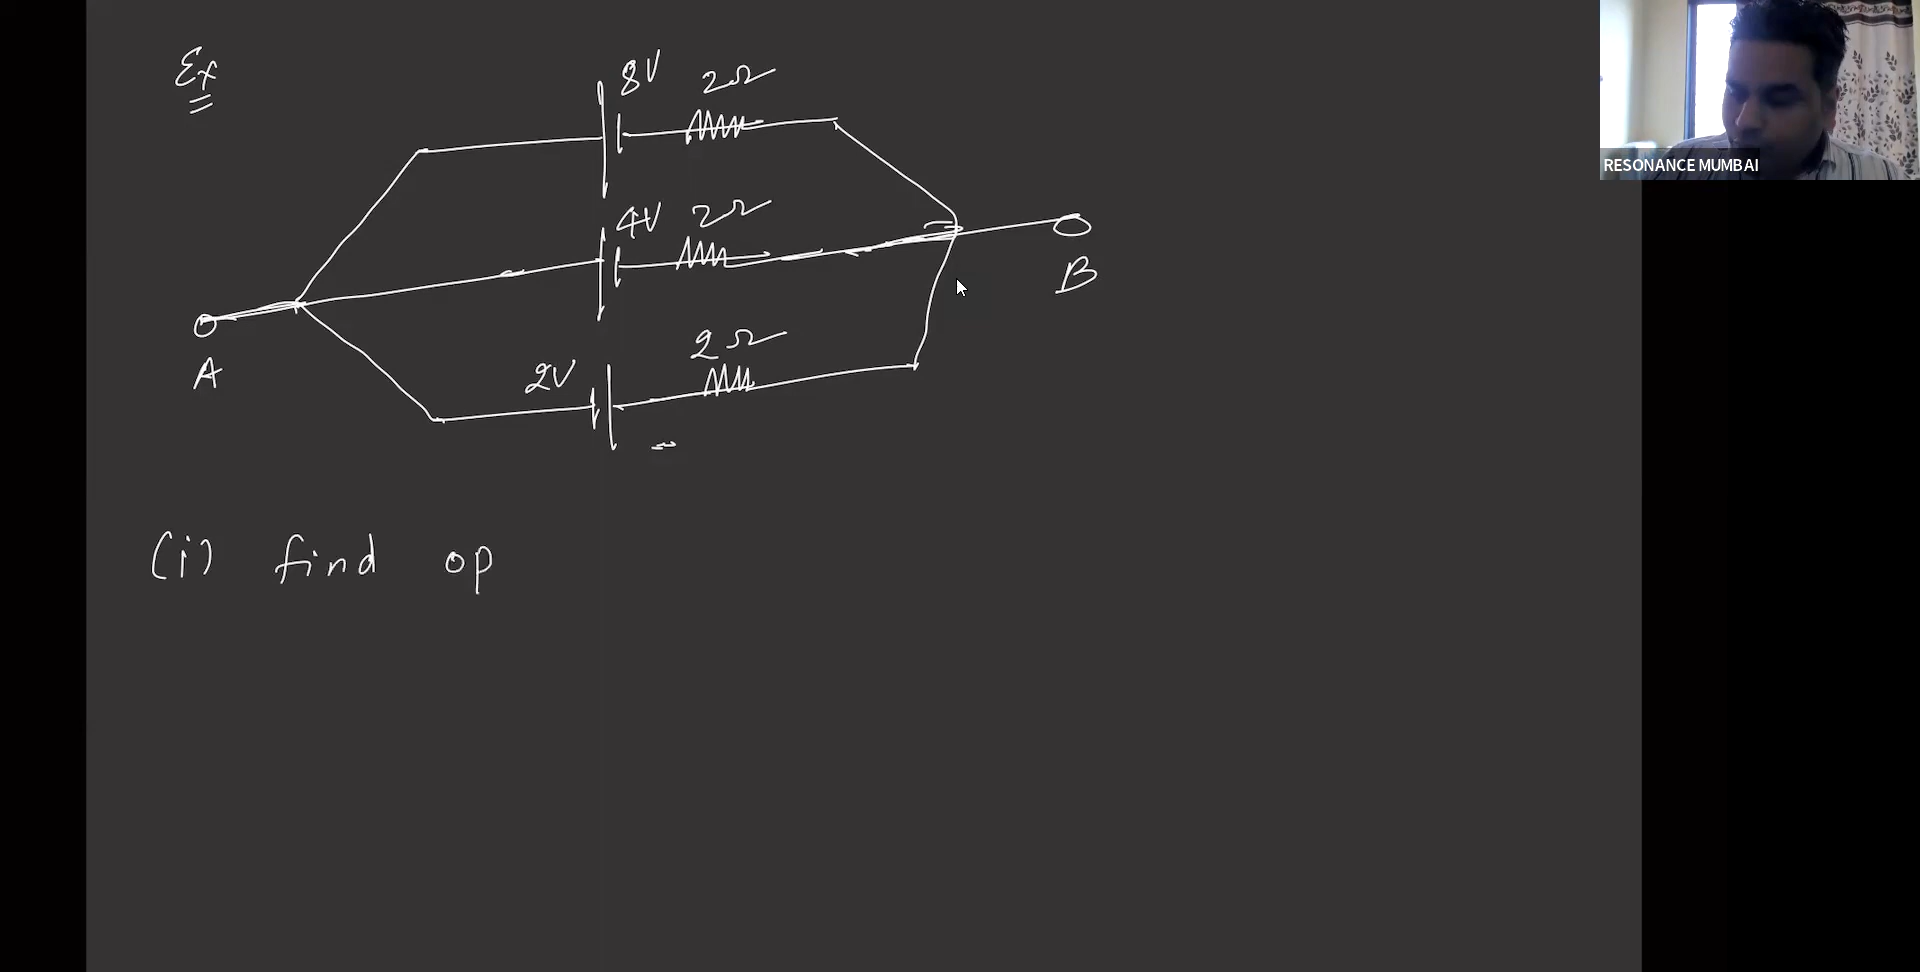 Ex
8V 2Ω
4V 2Ω
2V 2Ω
A
B
(i) find op
RESONANCE MUMBAI